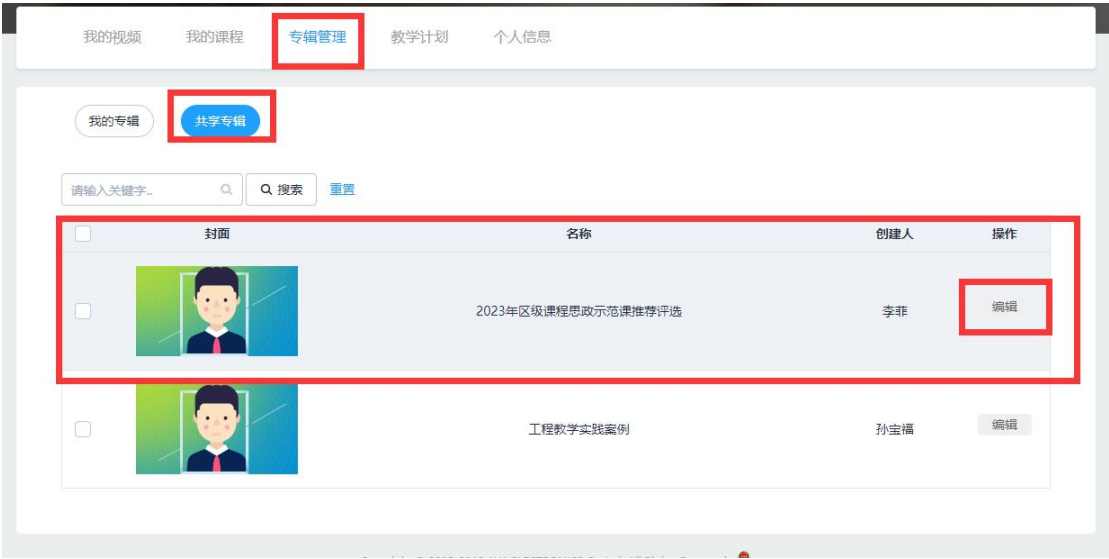 我的视频 我的课程 专辑管理 教学计划 个人信息
我的专辑 共享专辑
请输入关键字.. 搜索 重置
封面 名称 创建人 操作
2023年区级课程思政示范课推荐评选 李菲 编辑
工程教学实践案例 孙宝福 编辑